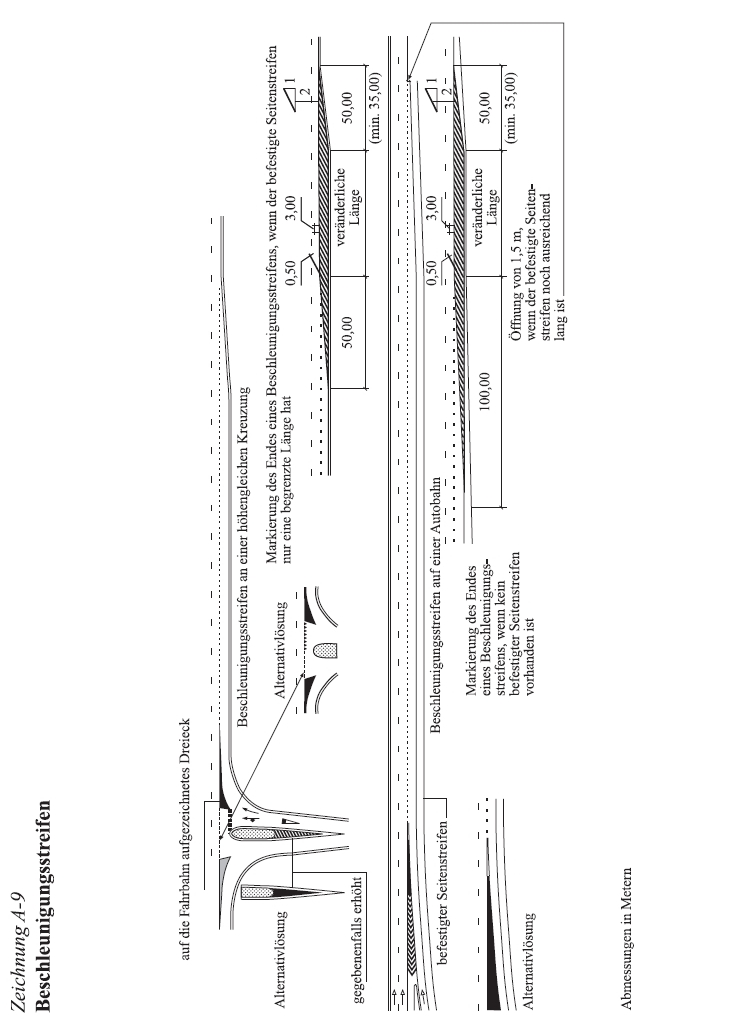 Zeichnung A-9
Beschleunigungsstreifen
auf die Fahrbahn aufgezeichnetes Dreieck
Beschleunigungsstreifen an einer höhengleichen Kreuzung
Alternativlösung
gegebenenfalls erhöht
Alternativlösung
Markierung des Endes eines Beschleunigungsstreifens, wenn der befestigte Seitenstreifen
nur eine begrenzte Länge hat
0,50
3,00
2
1
50,00
veränderliche
Länge
50,00
(min. 35,00)
befestigter Seitenstreifen
Beschleunigungsstreifen auf einer Autobahn
Alternativlösung
Markierung des Endes
eines Beschleunigungs-
streifens, wenn kein
befestigter Seitenstreifen
vorhanden ist
0,50
3,00
2
1
100,00
veränderliche
Länge
50,00
(min. 35,00)
Öffnung von 1,5 m,
wenn der befestigte Seiten-
streifen noch ausreichend
lang ist
Abmessungen in Metern